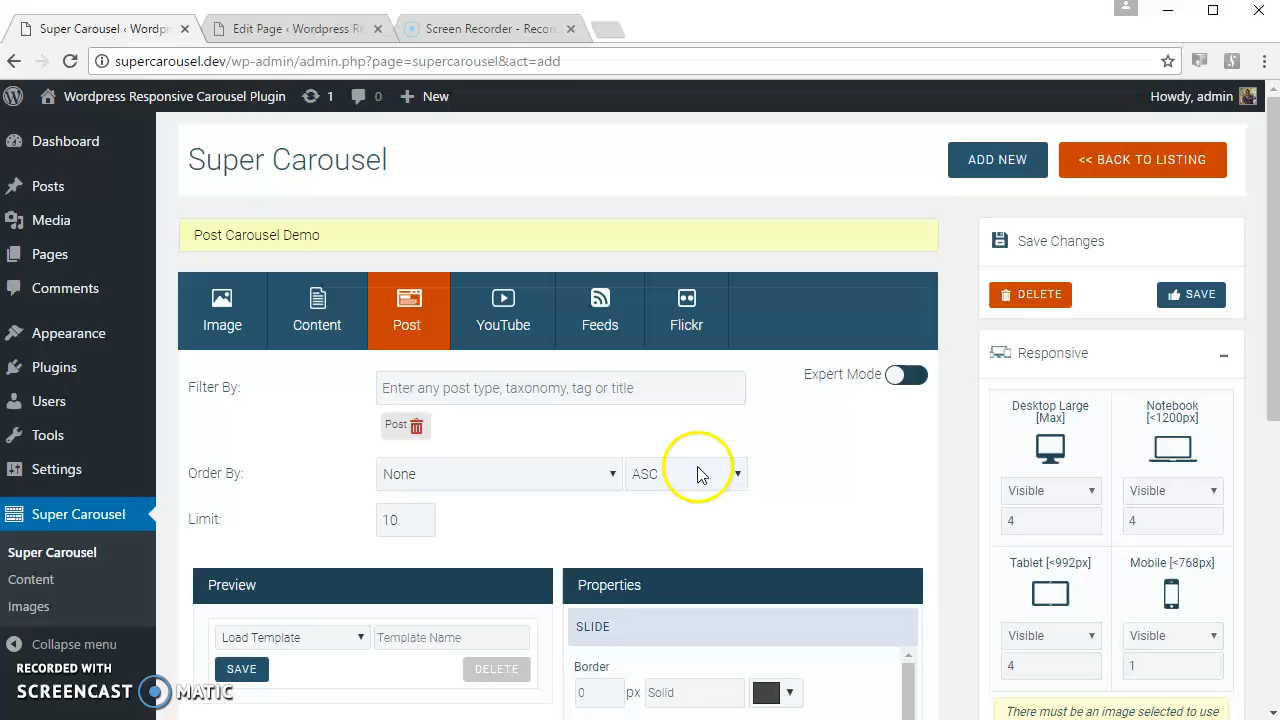 Super Carousel ‹ Wordpr
Edit Page ‹ Wordpress R
Screen Recorder - Recor
supercarousel.dev/wp-admin/admin.php?page=supercarousel&act=add
Wordpress Responsive Carousel Plugin
1
0
New
Howdy, admin
Dashboard
Posts
Media
Pages
Comments
Appearance
Plugins
Users
Tools
Settings
Super Carousel
Super Carousel
Content
Images
Collapse menu
RECORDED WITH
SCREENCAST MATIC
Super Carousel
ADD NEW
<< BACK TO LISTING
Post Carousel Demo
Image
Content
Post
YouTube
Feeds
Flickr
Filter By:
Enter any post type, taxonomy, tag or title
Expert Mode
Post
Order By:
None
ASC
Limit:
10
Preview
Load Template
Template Name
SAVE
DELETE
Properties
SLIDE
Border
0
px
Solid
Save Changes
DELETE
SAVE
Responsive
Desktop Large
[Max]
Visible
4
Notebook
[<1200px]
Visible
4
Tablet [<992px]
Visible
4
Mobile [<768px]
Visible
1
There must be an image selected to use